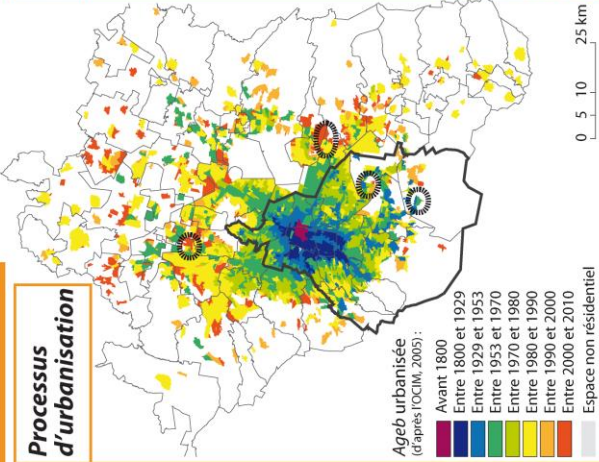 Processus
d'urbanisation
Ageb urbanisée
(d'après l'OCIM, 2005) :
Avant 1800
Entre 1800 et 1929
Entre 1929 et 1953
Entre 1953 et 1970
Entre 1970 et 1980
Entre 1980 et 1990
Entre 1990 et 2000
Entre 2000 et 2010
Espace non résidentiel
0 5 10 25 km